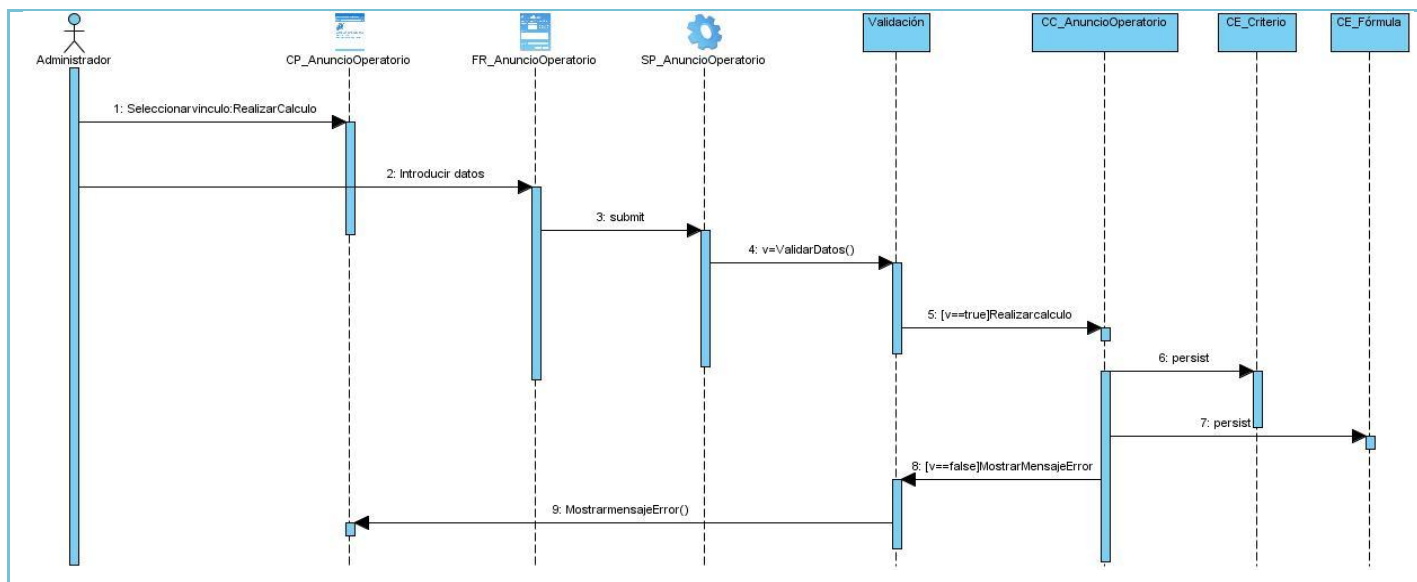 Administrador
CP_AnuncioOperatorio
FR_AnuncioOperatorio
SP_AnuncioOperatorio
Validación
CC_AnuncioOperatorio
CE_Criterio
CE_Fórmula
1: Seleccionarvinculo:RealizarCalculo
2: Introducir datos
3: submit
4: v=ValidarDatos()
5: [v==true]Realizarcalculo
6: persist
7: persist
8: [v==false]MostrarMensajeError
9: MostrarmensajeError()